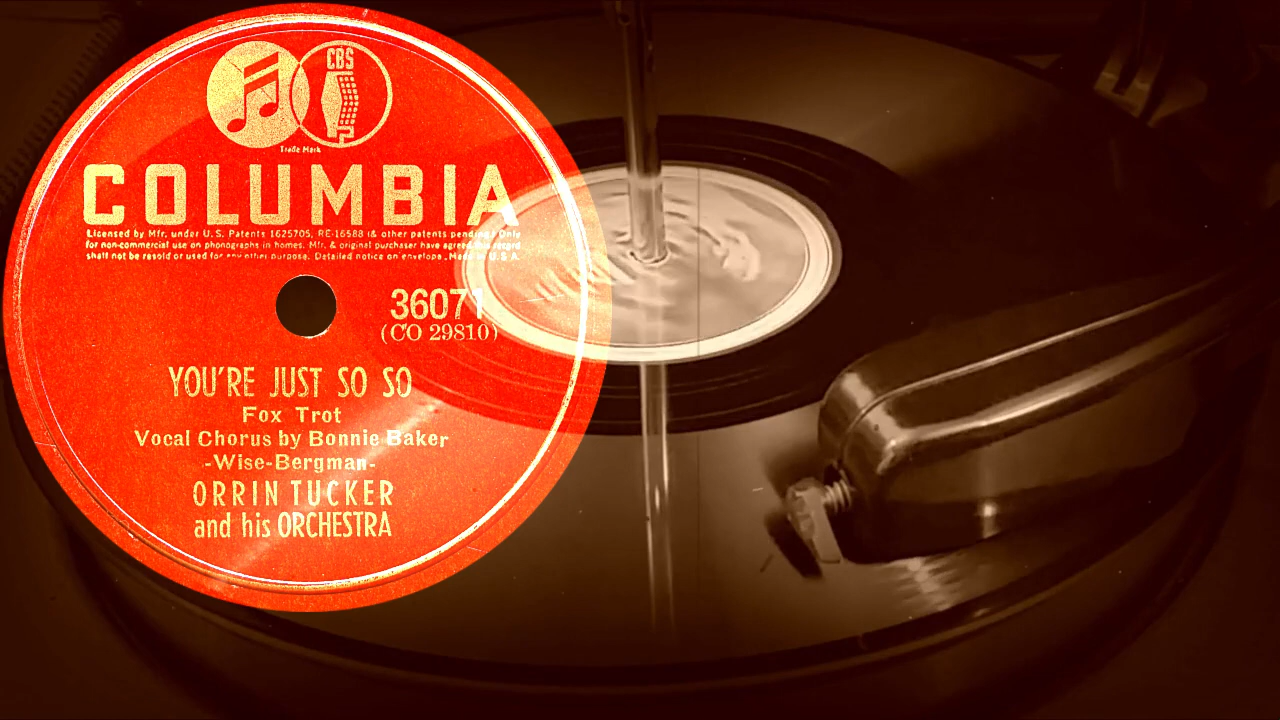 CBS
Trade Mark
COLUMBIA
Licensed by Mfr. under U.S. Patents 1625705, RE-16588 (& other patents pending) Only
for non-commercial use on phonographs in homes. Mfr. & original purchaser have agreed this record
shall not be resold or used for any other purpose. Detailed notice on envelope. Made in U.S.A.
36071
(CO 29810)
YOU'RE JUST SO SO
Fox Trot
Vocal Chorus by Bonnie Baker
-Wise-Bergman-
ORRIN TUCKER
and his ORCHESTRA